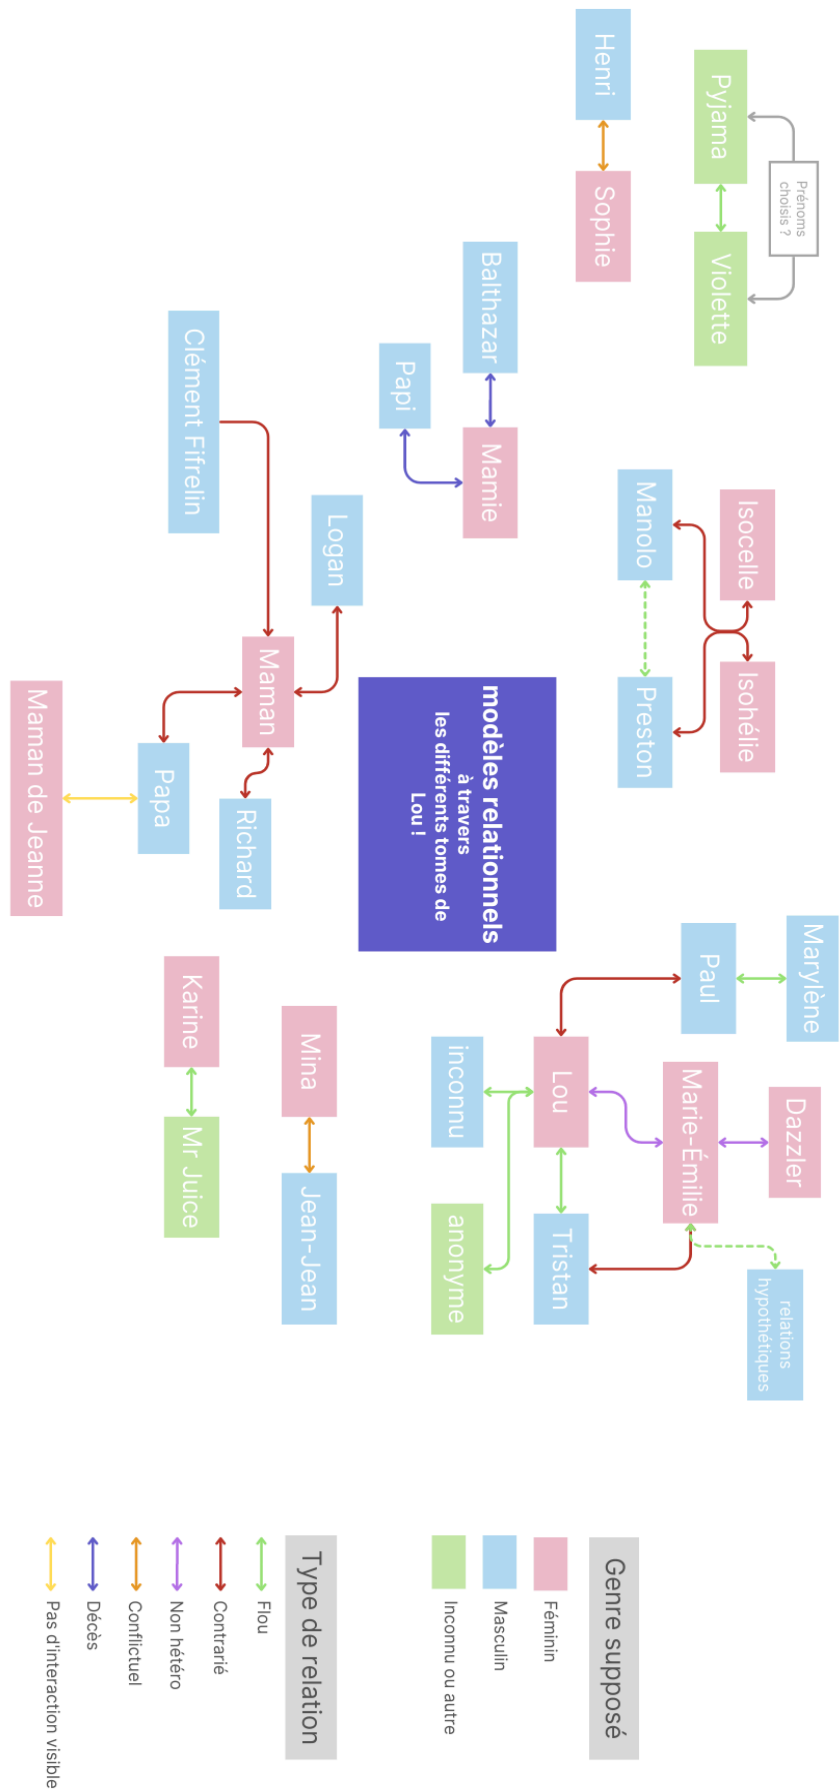 modèles relationnels
à travers
les différents tomes de
Lou !
Prénoms
choisis ?
Pyjama
Violette
Henri
Sophie
Balthazar
Mamie
Papi
Clément Fifrelin
Logan
Maman
Papa
Richard
Maman de Jeanne
Isocelle
Isohélie
Manolo
Preston
Marylène
Paul
Dazzler
Marie-Émilie
relations
hypothétiques
Lou
Tristan
inconnu
anonyme
Mina
Jean-Jean
Karine
Mr Juice
Genre supposé
Féminin
Masculin
Inconnu ou autre
Type de relation
Flou
Contrarié
Non hétéro
Conflictuel
Décès
Pas d'interaction visible